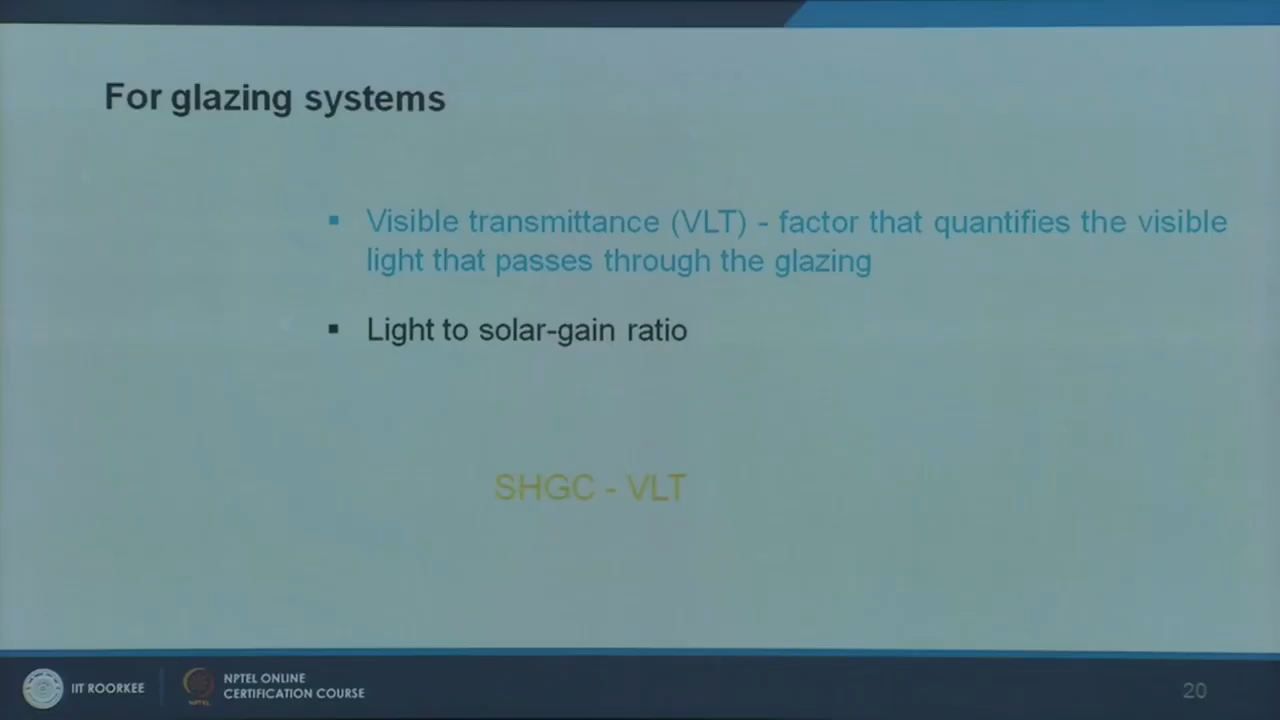 For glazing systems
▪ Visible transmittance (VLT) - factor that quantifies the visible
light that passes through the glazing
▪ Light to solar-gain ratio
SHGC - VLT
IIT ROORKEE
NPTEL
NPTEL ONLINE
CERTIFICATION COURSE
20